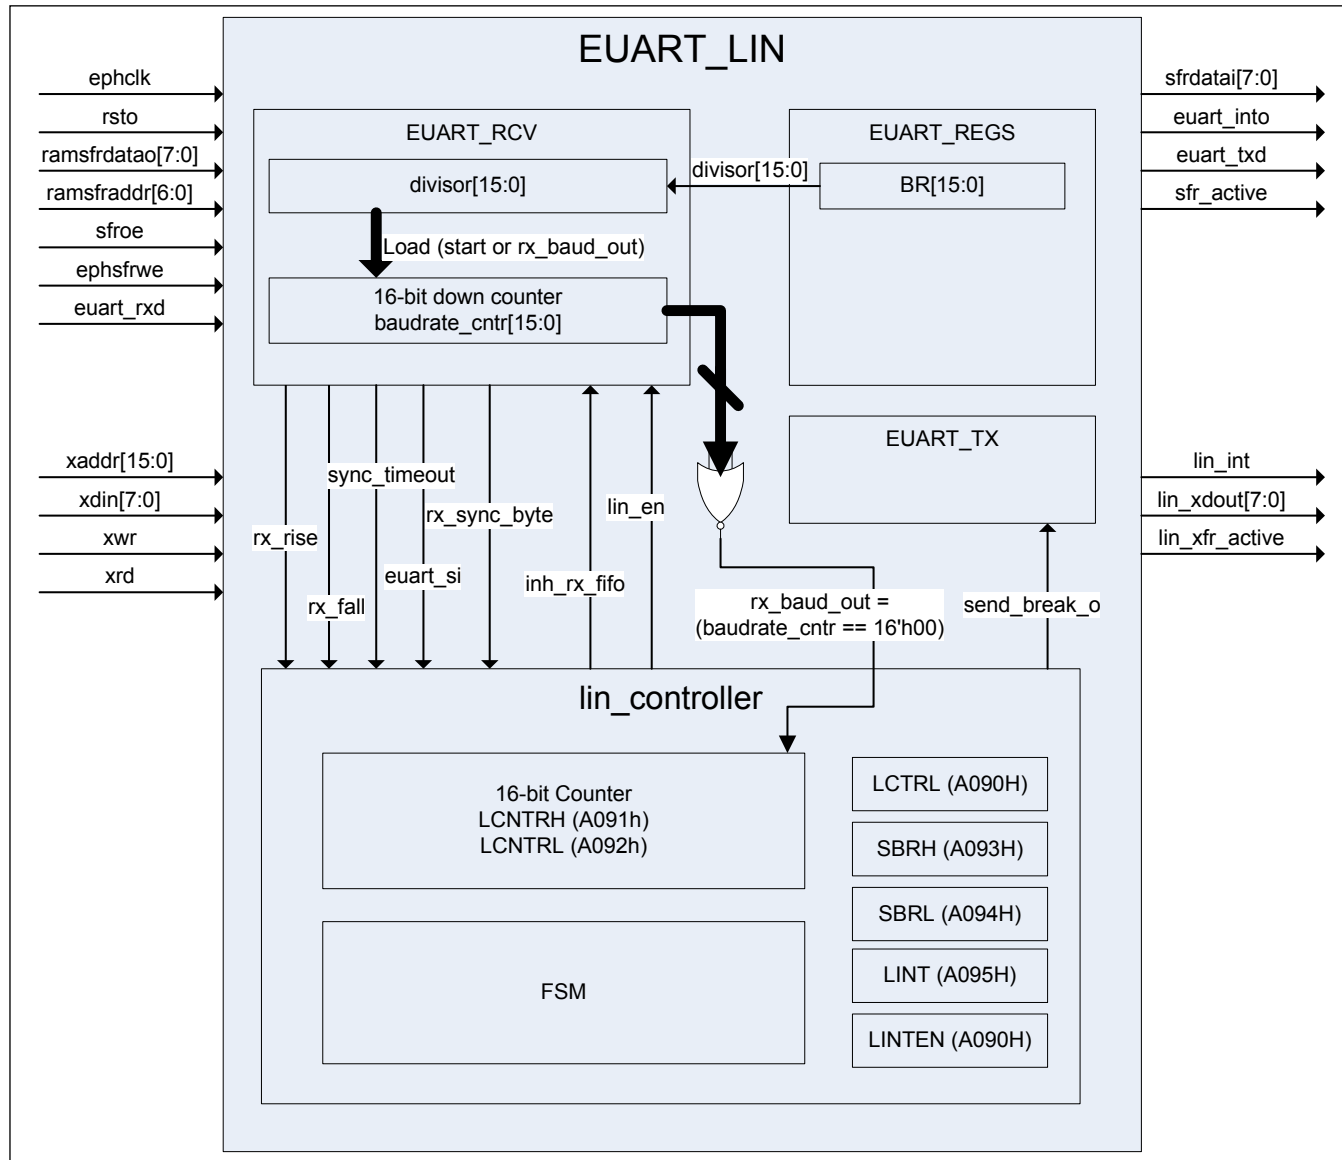 EUART_LIN
ephclk
rsto
ramsfrdatao[7:0]
ramsfraddr[6:0]
sfroe
ephsfrwe
euart_rxd
xaddr[15:0]
xdin[7:0]
xwr
xrd
EUART_RCV
divisor[15:0]
Load (start or rx_baud_out)
16-bit down counter
baudrate_cntr[15:0]
divisor[15:0]
EUART_REGS
BR[15:0]
EUART_TX
sfrdatai[7:0]
euart_into
euart_txd
sfr_active
lin_int
lin_xdout[7:0]
lin_xfr_active
rx_rise
rx_fall
sync_timeout
euart_si
rx_sync_byte
inh_rx_fifo
lin_en
rx_baud_out =
(baudrate_cntr == 16'h00)
send_break_o
lin_controller
16-bit Counter
LCNTRH (A091h)
LCNTRL (A092h)
FSM
LCTRL (A090H)
SBRH (A093H)
SBRL (A094H)
LINT (A095H)
LINTEN (A090H)